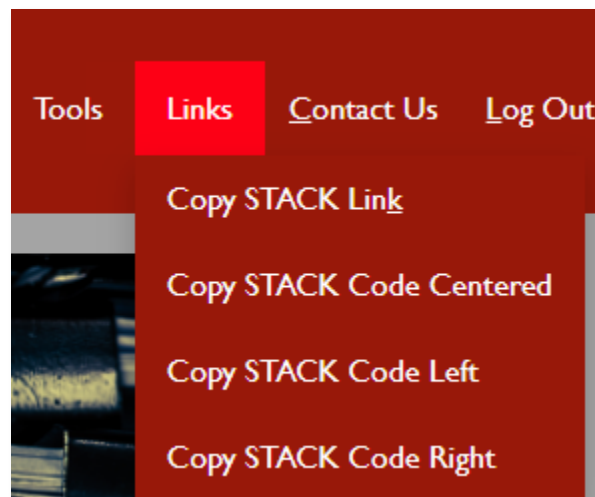 Tools Links Contact Us Log Out
Copy STACK Link
Copy STACK Code Centered
Copy STACK Code Left
Copy STACK Code Right